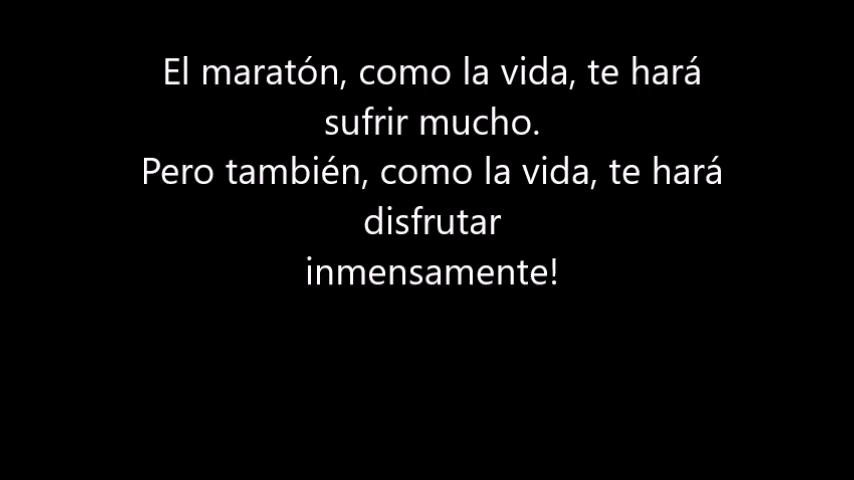 El maratón, como la vida, te hará
sufrir mucho.
Pero también, como la vida, te hará
disfrutar
inmensamente!